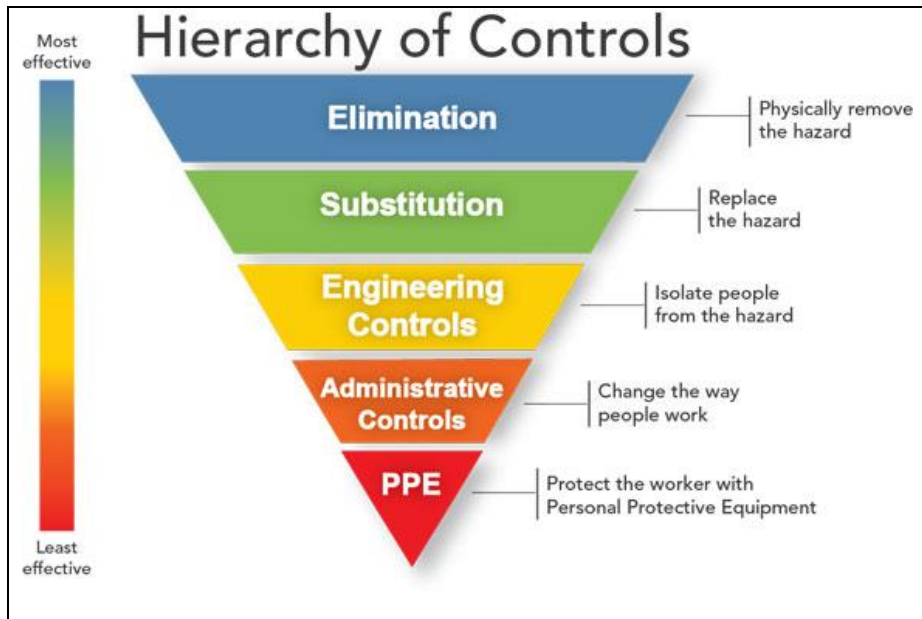 Hierarchy of Controls
Most
effective
Elimination
Physically remove
the hazard
Substitution
Replace
the hazard
Engineering
Controls
Isolate people
from the hazard
Administrative
Controls
Change the way
people work
PPE
Protect the worker with
Personal Protective Equipment
Least
effective